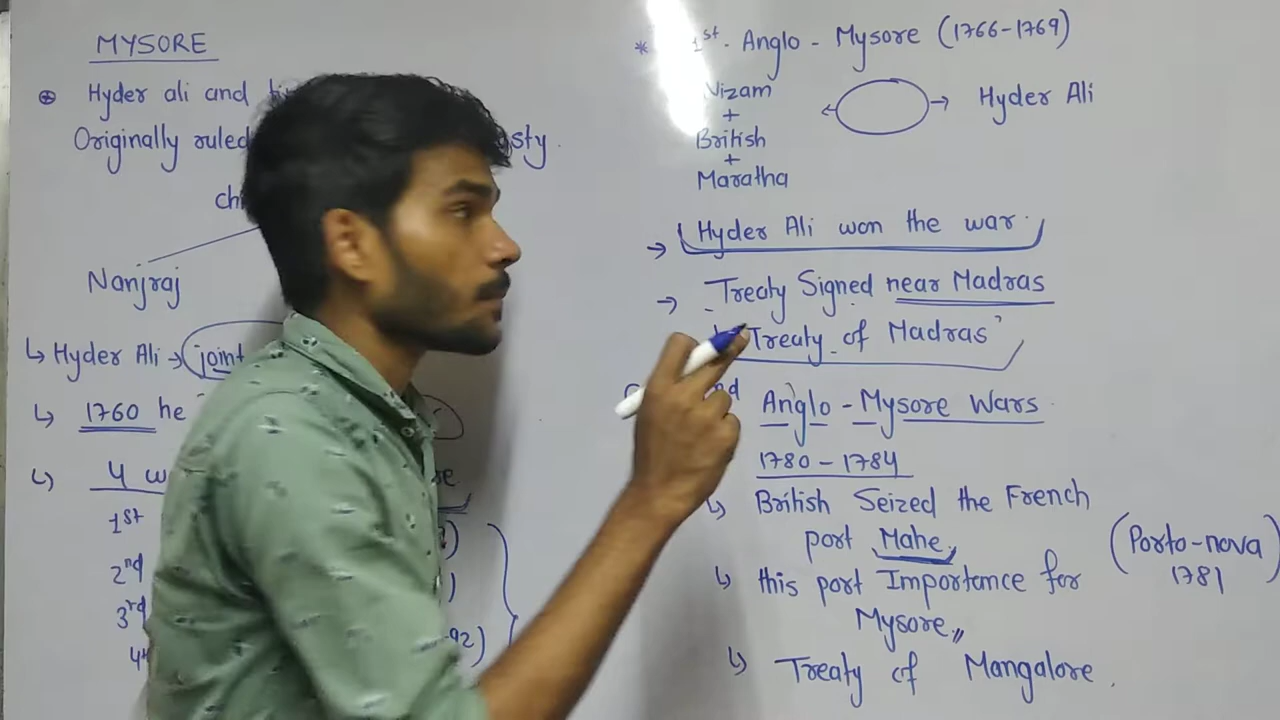 MYSORE
Hyder ali and
Originally ruled
Nanjraj
Hyder Ali → joint
1760 he
4
1st
2nd
3rd
-92)
* 1st. Anglo - Mysore (1766-1769)
Nizam
+
British
+
Maratha
Hyder Ali
Hyder Ali won the war.
→ Treaty Signed near Madras
Treaty of Madras'
Anglo - Mysore Wars
1780 - 1784
British Seized the French
port Mahe
(Porto-nova
1781
this port Importance for
Mysore
Treaty of Mangalore.